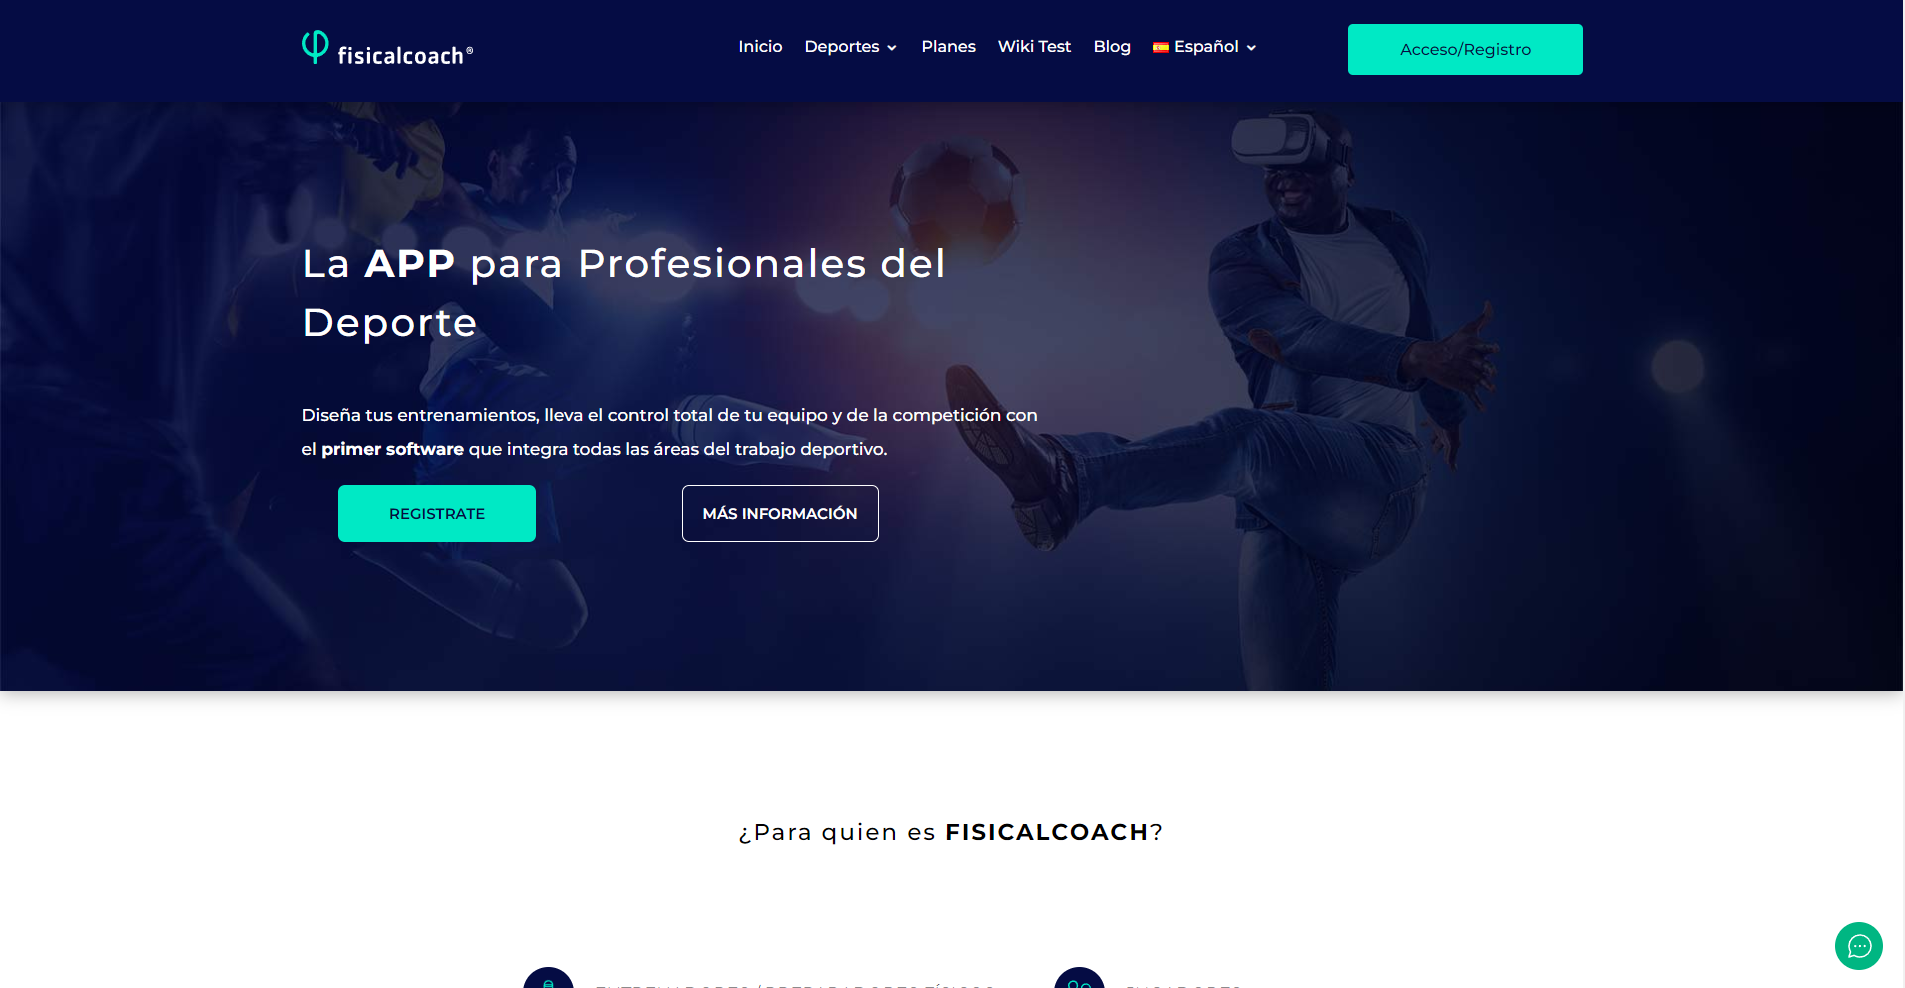 fisicalcoach®
Inicio Deportes Planes Wiki Test Blog Español
Acceso/Registro
La APP para Profesionales del
Deporte
Diseña tus entrenamientos, lleva el control total de tu equipo y de la competición con
el primer software que integra todas las áreas del trabajo deportivo.
REGISTRATE
MÁS INFORMACIÓN
¿Para quien es FISICALCOACH?